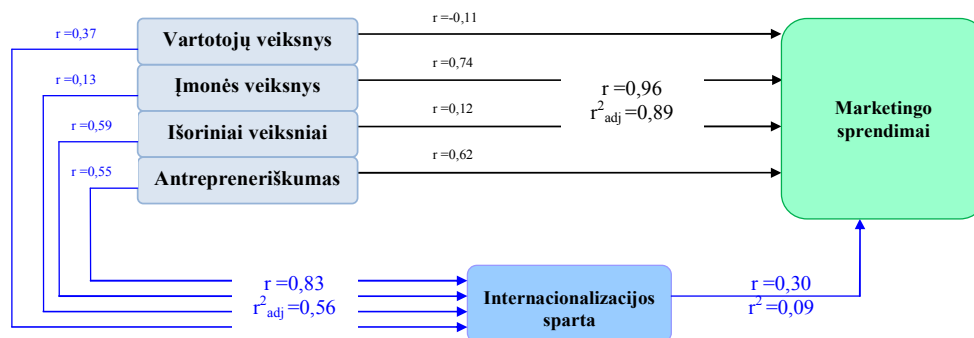 r =0,37
Vartotojų veiksnys
r =-0,11
r =0,13
Įmonės veiksnys
r =0,74
r =0,96
r²adj =0,89
r =0,59
Išoriniai veiksniai
r =0,12
Marketingo
sprendimai
r =0,55
Antrepreneriškumas
r =0,62
r =0,83
r²adj =0,56
Internacionalizacijos
sparta
r =0,30
r² =0,09